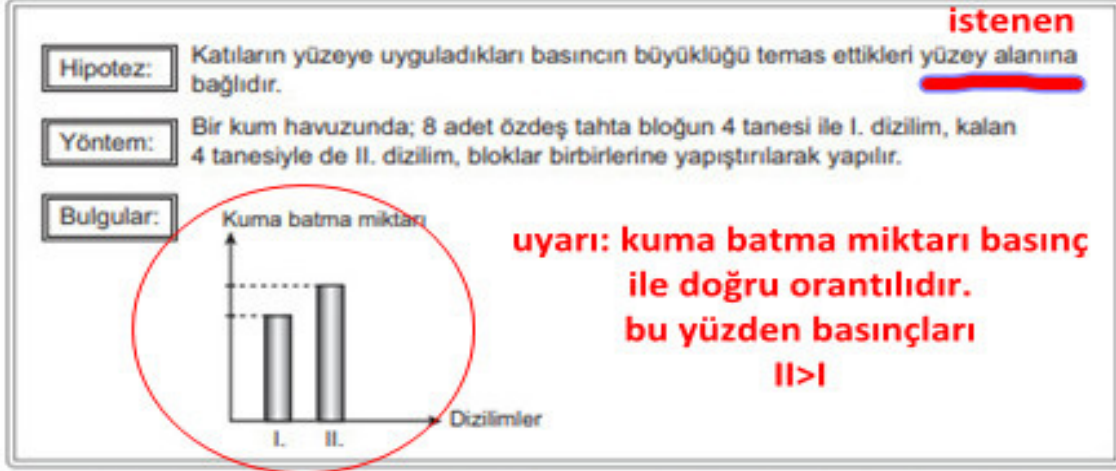 istenen
Hipotez:
Katıların yüzeye uyguladıkları basıncın büyüklüğü temas ettikleri yüzey alanına
bağlıdır.
Yöntem:
Bir kum havuzunda; 8 adet özdeş tahta bloğun 4 tanesi ile I. dizilim, kalan
4 tanesiyle de II. dizilim, bloklar birbirlerine yapıştırılarak yapılır.
Bulgular:
Kuma batma miktarı
uyarı: kuma batma miktarı basınç
ile doğru orantılıdır.
bu yüzden basınçları
II>I
Dizilimler
I. II.